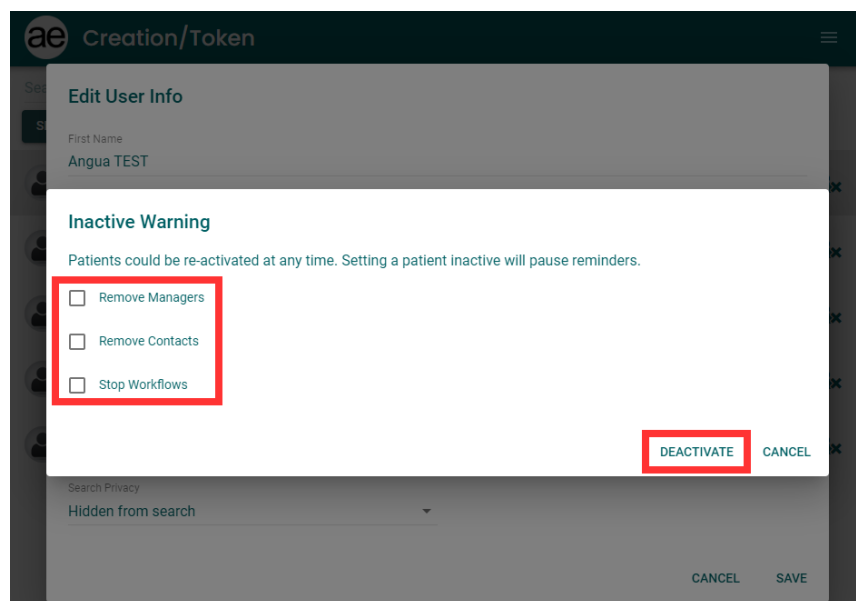 ae Creation/Token
Sea
Edit User Info
First Name
Angua TEST
Inactive Warning
Patients could be re-activated at any time. Setting a patient inactive will pause reminders.
Remove Managers
Remove Contacts
Stop Workflows
DEACTIVATE CANCEL
Search Privacy
Hidden from search
CANCEL SAVE